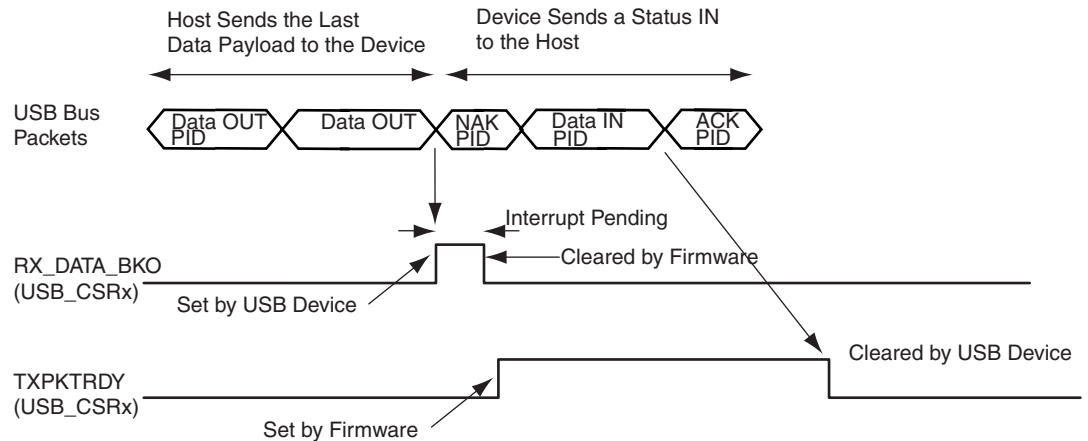 Host Sends the Last
Data Payload to the Device
Device Sends a Status IN
to the Host
USB Bus
Packets
Data OUT
PID
Data OUT
NAK
PID
Data IN
PID
ACK
PID
Interrupt Pending
RX_DATA_BKO
(USB_CSRx)
Cleared by Firmware
Set by USB Device
Cleared by USB Device
TXPKTRDY
(USB_CSRx)
Set by Firmware